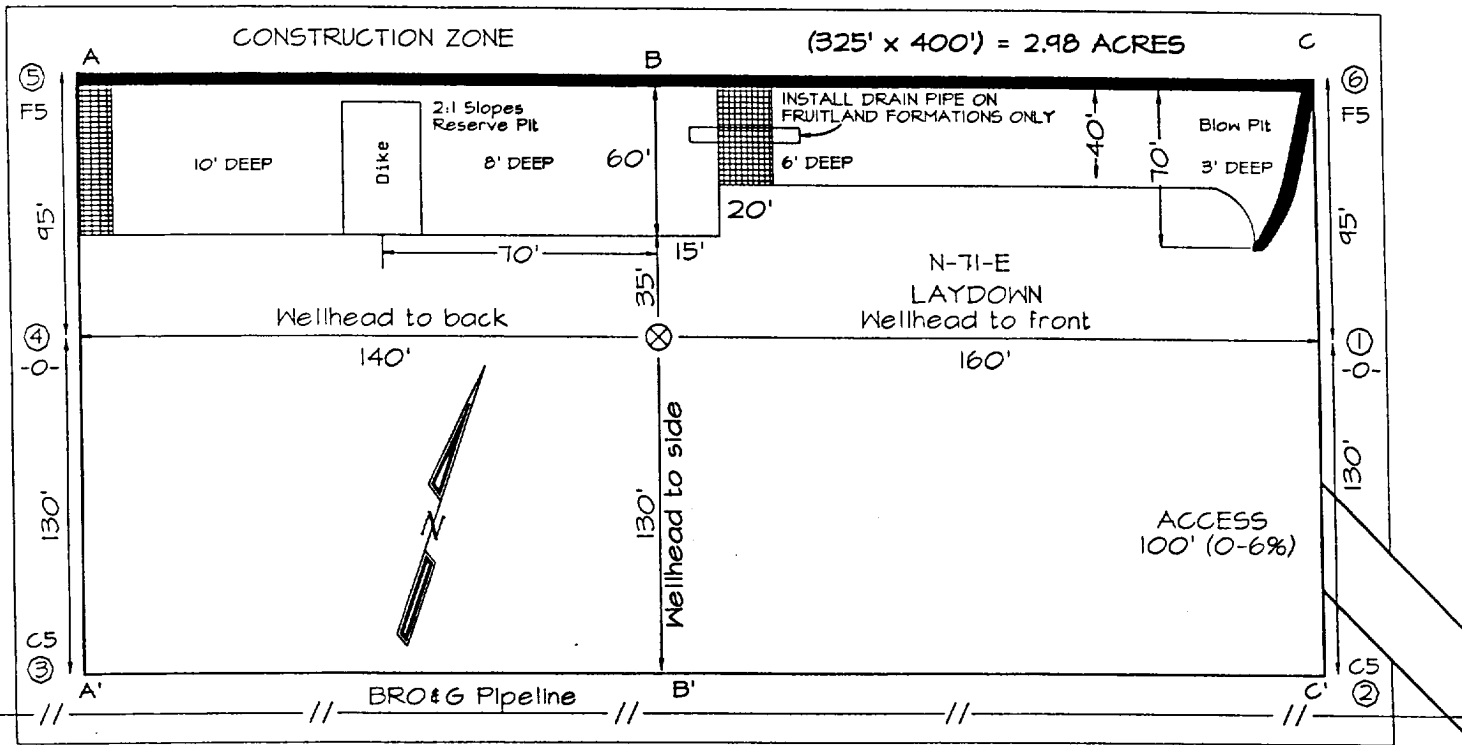 CONSTRUCTION ZONE
(325' x 400') = 2.98 ACRES
A
B
C
5
F5
6
F5
2:1 Slopes
Reserve Pit
INSTALL DRAIN PIPE ON
FRUITLAND FORMATIONS ONLY
Blow Pit
10' DEEP
Dike
8' DEEP
60'
6' DEEP
40'
70'
3' DEEP
95'
20'
95'
70'
15'
35'
N-71-E
LAYDOWN
Wellhead to back
Wellhead to front
4
-0-
140'
160'
1
-0-
130'
N
130'
Wellhead to side
130'
ACCESS
100' (0-6%)
C5
3
C5
2
A'
BRO&G Pipeline
B'
C'